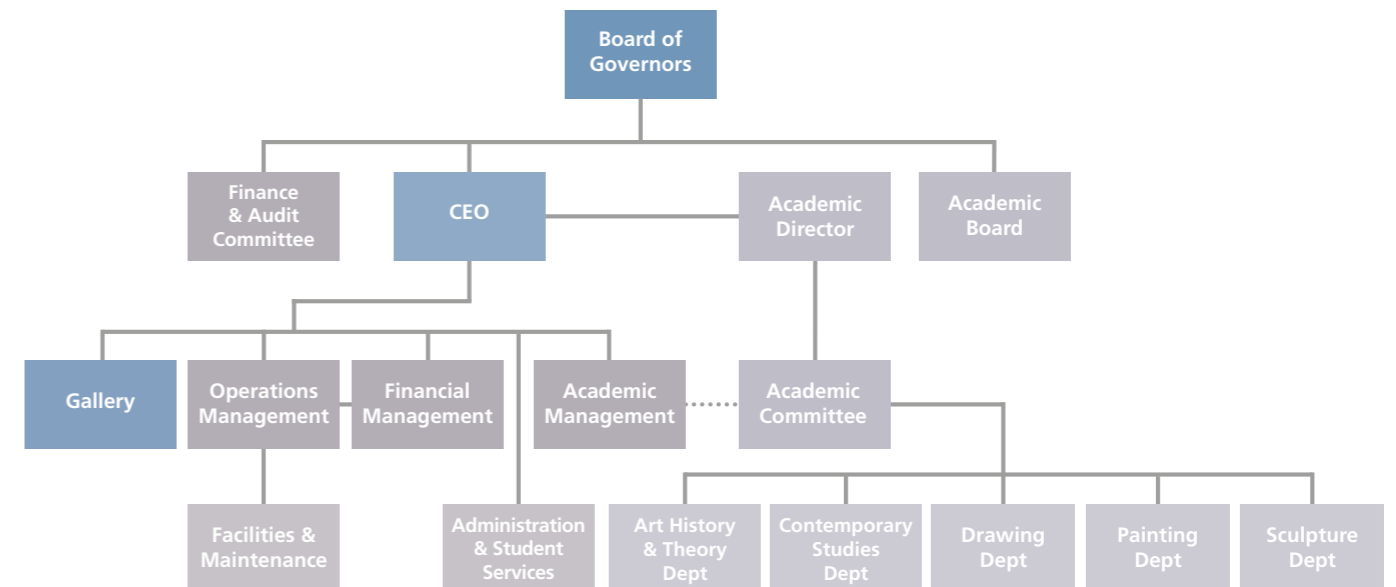 Board of
Governors
Finance
& Audit
Committee
CEO
Academic
Director
Academic
Board
Gallery
Operations
Management
Financial
Management
Academic
Management
Academic
Committee
Facilities &
Maintenance
Administration
& Student
Services
Art History
& Theory
Dept
Contemporary
Studies
Dept
Drawing
Dept
Painting
Dept
Sculpture
Dept